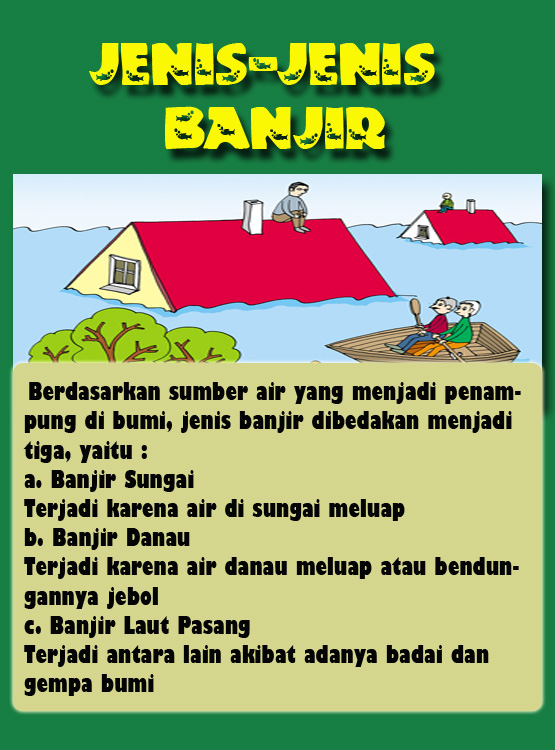 JENIS-JENIS
BANJIR
Berdasarkan sumber air yang menjadi penam-
pung di bumi, jenis banjir dibedakan menjadi
tiga, yaitu :
a. Banjir Sungai
Terjadi karena air di sungai meluap
b. Banjir Danau
Terjadi karena air danau meluap atau bendun-
gannya jebol
c. Banjir Laut Pasang
Terjadi antara lain akibat adanya badai dan
gempa bumi